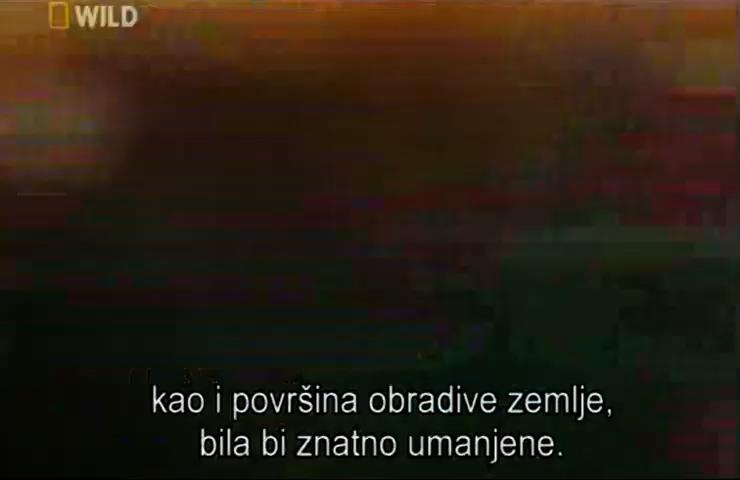 WILD
kao i površina obradive zemlje,
bila bi znatno umanjene.